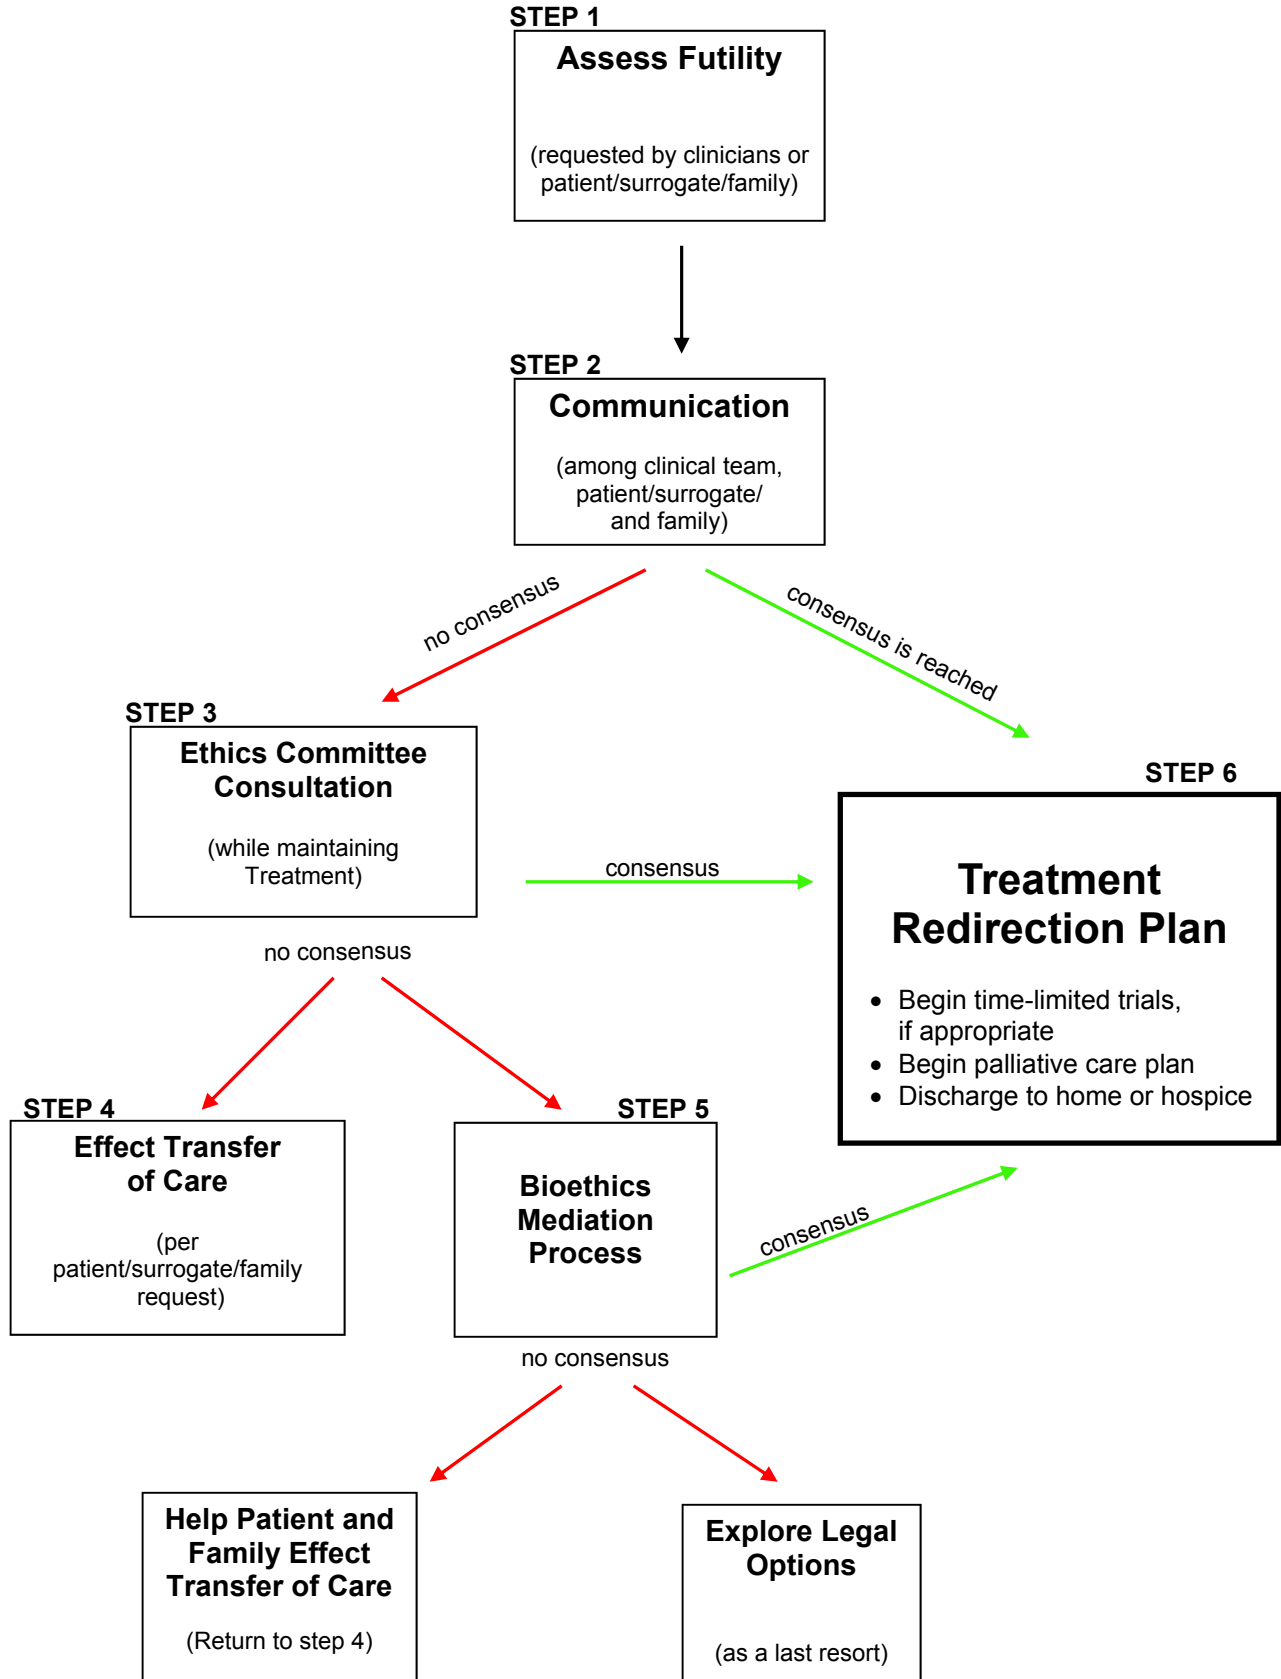 STEP 1
Assess Futility
(requested by clinicians or
patient/surrogate/family)
STEP 2
Communication
(among clinical team,
patient/surrogate/
and family)
no consensus
consensus is reached
STEP 3
Ethics Committee
Consultation
(while maintaining
Treatment)
consensus
STEP 6
Treatment
Redirection Plan
• Begin time-limited trials,
if appropriate
• Begin palliative care plan
• Discharge to home or hospice
no consensus
STEP 4
Effect Transfer
of Care
(per
patient/surrogate/family
request)
STEP 5
Bioethics
Mediation
Process
consensus
no consensus
Help Patient and
Family Effect
Transfer of Care
(Return to step 4)
Explore Legal
Options
(as a last resort)